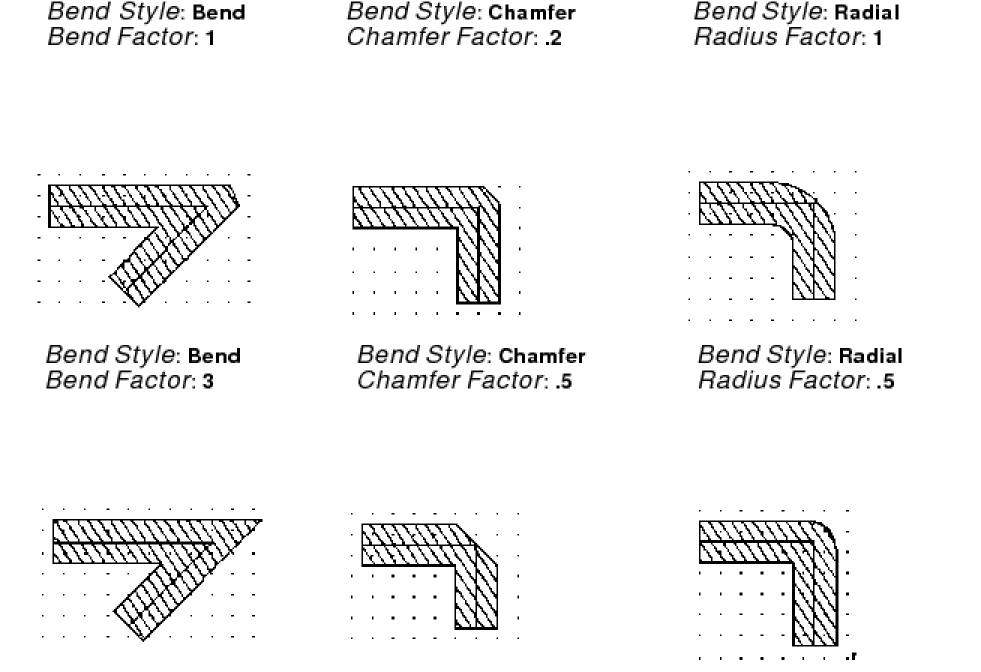 Bend Style: Bend
Bend Factor: 1
Bend Style: Chamfer
Chamfer Factor: .2
Bend Style: Radial
Radius Factor: 1
Bend Style: Bend
Bend Factor: 3
Bend Style: Chamfer
Chamfer Factor: .5
Bend Style: Radial
Radius Factor: .5